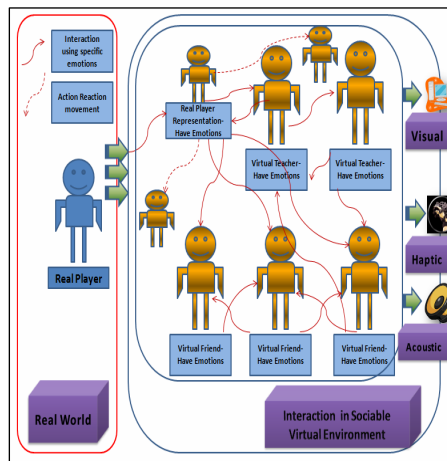 Interaction
using specific
emotions
Action Reaction
movement
Real Player
Real World
Real Player
Representation-
Have Emotions
Virtual Teacher-
Have Emotions
Virtual Teacher-
Have Emotions
Virtual Friend-
Have Emotions
Virtual Friend-
Have Emotions
Virtual Friend-
Have Emotions
Interaction in Sociable
Virtual Environment
Visual
Haptic
Acoustic